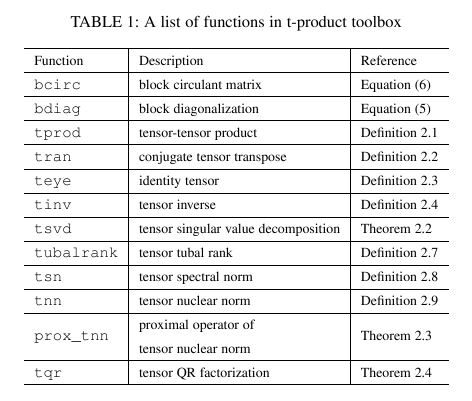 TABLE 1: A list of functions in t-product toolbox
Function Description Reference
bcirc block circulant matrix Equation (6)
bdiag block diagonalization Equation (5)
tprod tensor-tensor product Definition 2.1
tran conjugate tensor transpose Definition 2.2
teye identity tensor Definition 2.3
tinv tensor inverse Definition 2.4
tsvd tensor singular value decomposition Theorem 2.2
tubalrank tensor tubal rank Definition 2.7
tsn tensor spectral norm Definition 2.8
tnn tensor nuclear norm Definition 2.9
prox_tnn proximal operator of
tensor nuclear norm Theorem 2.3
tqr tensor QR factorization Theorem 2.4